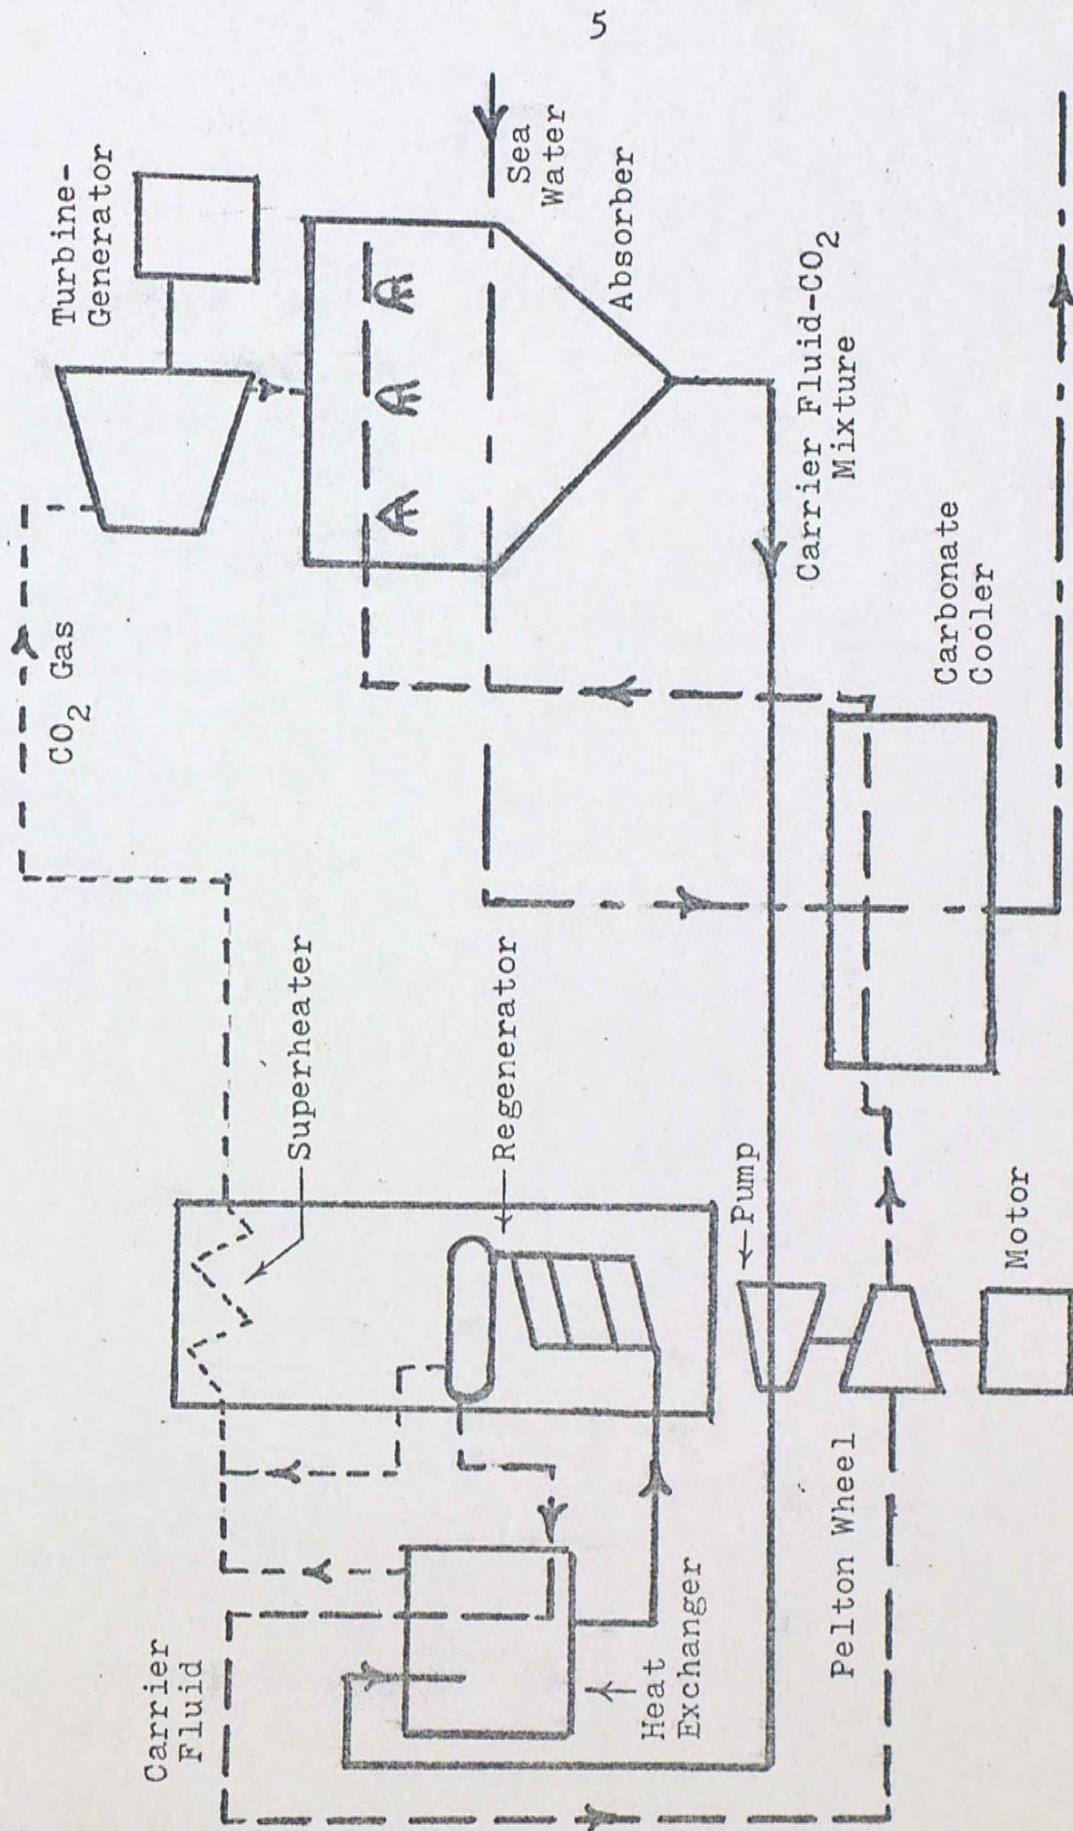 5
Turbine-
Generator
CO2 Gas
Sea
Water
Absorber
Superheater
Carrier Fluid-CO2
Mixture
Regenerator
Carbonate
Cooler
Carrier
Fluid
Pump
Heat
Exchanger
Pelton Wheel
Motor